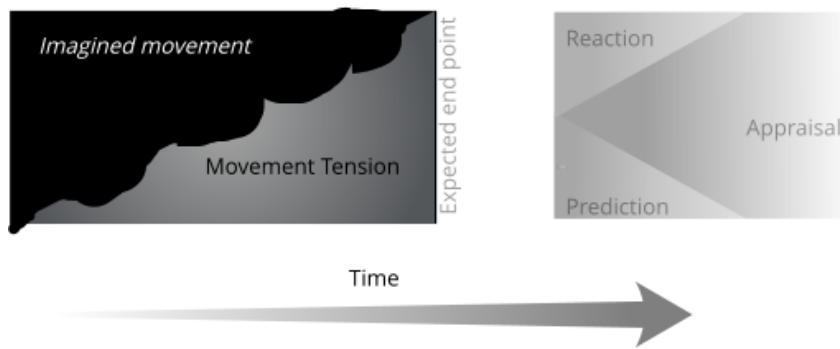 Imagined movement
Movement Tension
Expected end point
Reaction
Appraisal
Prediction
Time